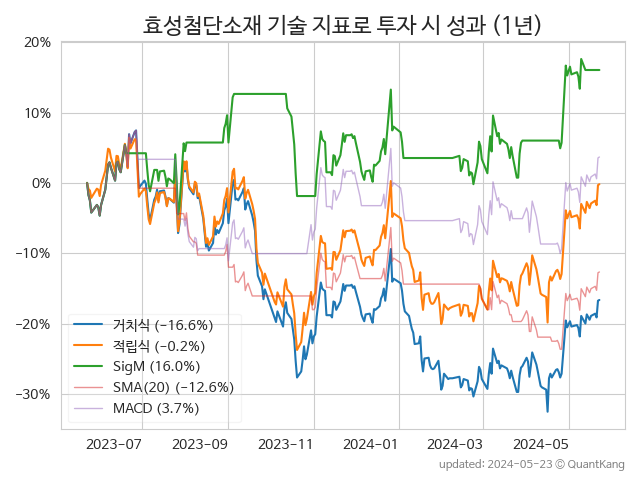 효성첨단소재 기술 지표로 투자 시 성과 (1년)
20%
10%
0%
−10%
−20%
−30%
거치식 (−16.6%)
적립식 (−0.2%)
SigM (16.0%)
SMA(20) (−12.6%)
MACD (3.7%)
2023-07 2023-09 2023-11 2024-01 2024-03 2024-05
updated: 2024-05-23 © QuantKang